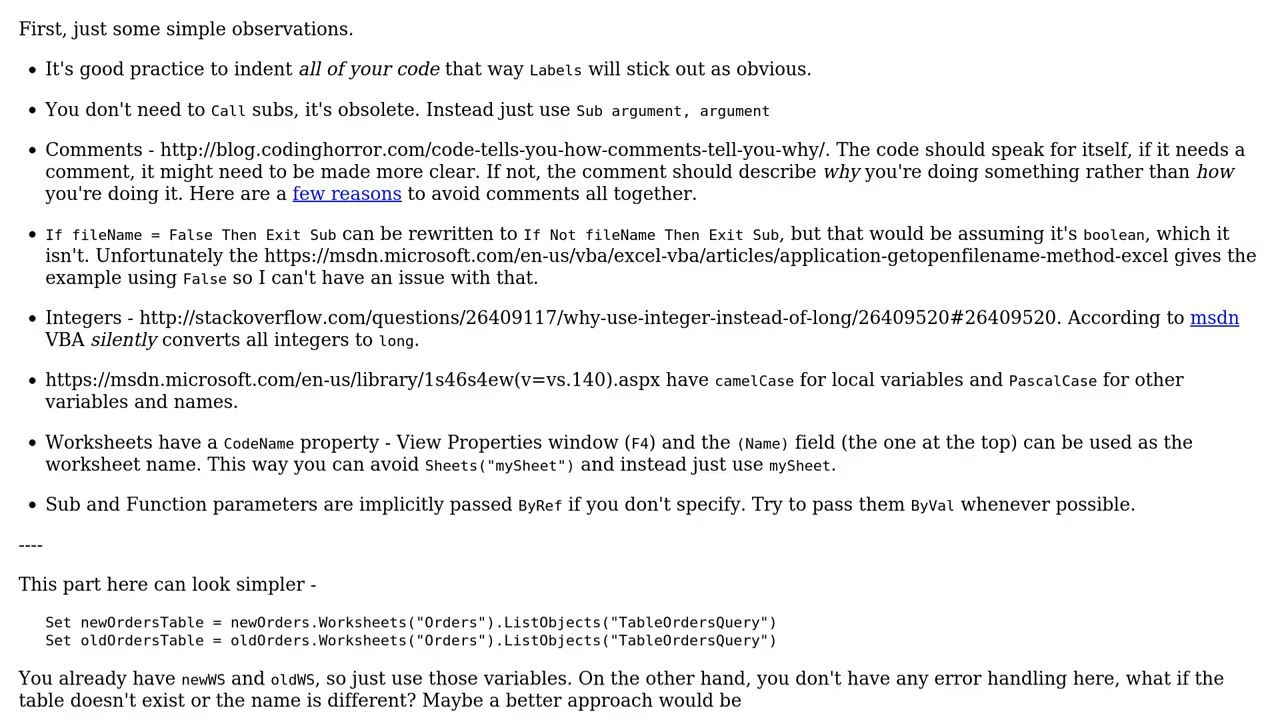 First, just some simple observations.
• It's good practice to indent all of your code that way Labels will stick out as obvious.
• You don't need to Call subs, it's obsolete. Instead just use Sub argument, argument
• Comments - http://blog.codinghorror.com/code-tells-you-how-comments-tell-you-why/. The code should speak for itself, if it needs a
comment, it might need to be made more clear. If not, the comment should describe why you're doing something rather than how
you're doing it. Here are a few reasons to avoid comments all together.
• If fileName = False Then Exit Sub can be rewritten to If Not fileName Then Exit Sub, but that would be assuming it's boolean, which it
isn't. Unfortunately the https://msdn.microsoft.com/en-us/vba/excel-vba/articles/application-getopenfilename-method-excel gives the
example using False so I can't have an issue with that.
• Integers - http://stackoverflow.com/questions/26409117/why-use-integer-instead-of-long/26409520#26409520. According to msdn
VBA silently converts all integers to long.
• https://msdn.microsoft.com/en-us/library/1s46s4ew(v=vs.140).aspx have camelCase for local variables and PascalCase for other
variables and names.
• Worksheets have a CodeName property - View Properties window (F4) and the (Name) field (the one at the top) can be used as the
worksheet name. This way you can avoid Sheets("mySheet") and instead just use mySheet.
• Sub and Function parameters are implicitly passed ByRef if you don't specify. Try to pass them ByVal whenever possible.
----
This part here can look simpler -
Set newOrdersTable = newOrders.Worksheets("Orders").ListObjects("TableOrdersQuery")
Set oldOrdersTable = oldOrders.Worksheets("Orders").ListObjects("TableOrdersQuery")
You already have newWS and oldWS, so just use those variables. On the other hand, you don't have any error handling here, what if the
table doesn't exist or the name is different? Maybe a better approach would be